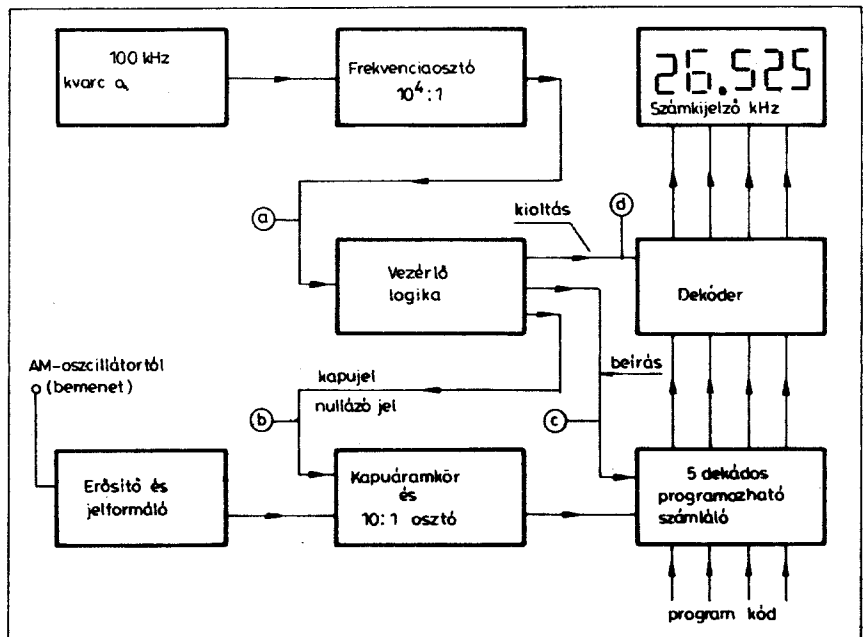 100 kHz
kvarc o.
Frekvenciaosztó
10⁴:1
26.525
Számkijelző kHz
a
kioltás
d
Vezérlő
logika
Dekóder
AM-oszcillátortól
(bemenet)
kapujel
nullázó jel
beírás
b
c
Erősítő és
jelformáló
Kapuáramkör
és
10:1 osztó
5 dekádos
programozható
számláló
program kód